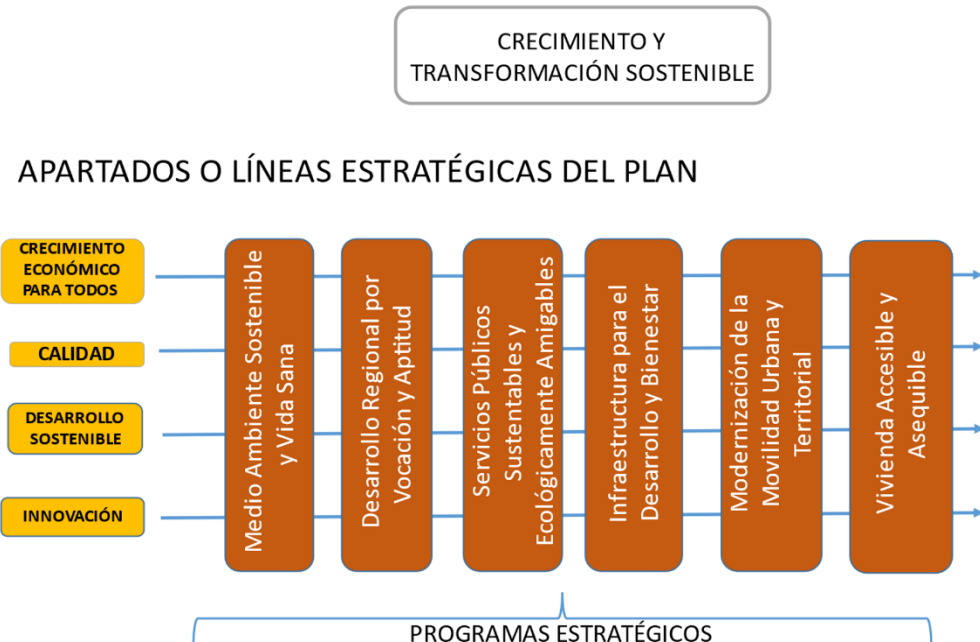 CRECIMIENTO Y
TRANSFORMACIÓN SOSTENIBLE
APARTADOS O LÍNEAS ESTRATÉGICAS DEL PLAN
CRECIMIENTO
ECONÓMICO
PARA TODOS
CALIDAD
DESARROLLO
SOSTENIBLE
INNOVACIÓN
Medio Ambiente Sostenible
y Vida Sana
Desarrollo Regional por
Vocación y Aptitud
Servicios Públicos
Sustentables y
Ecológicamente Amigables
Infraestructura para el
Desarrollo y Bienestar
Modernización de la
Movilidad Urbana y
Territorial
Vivienda Accesible y
Asequible
PROGRAMAS ESTRATÉGICOS